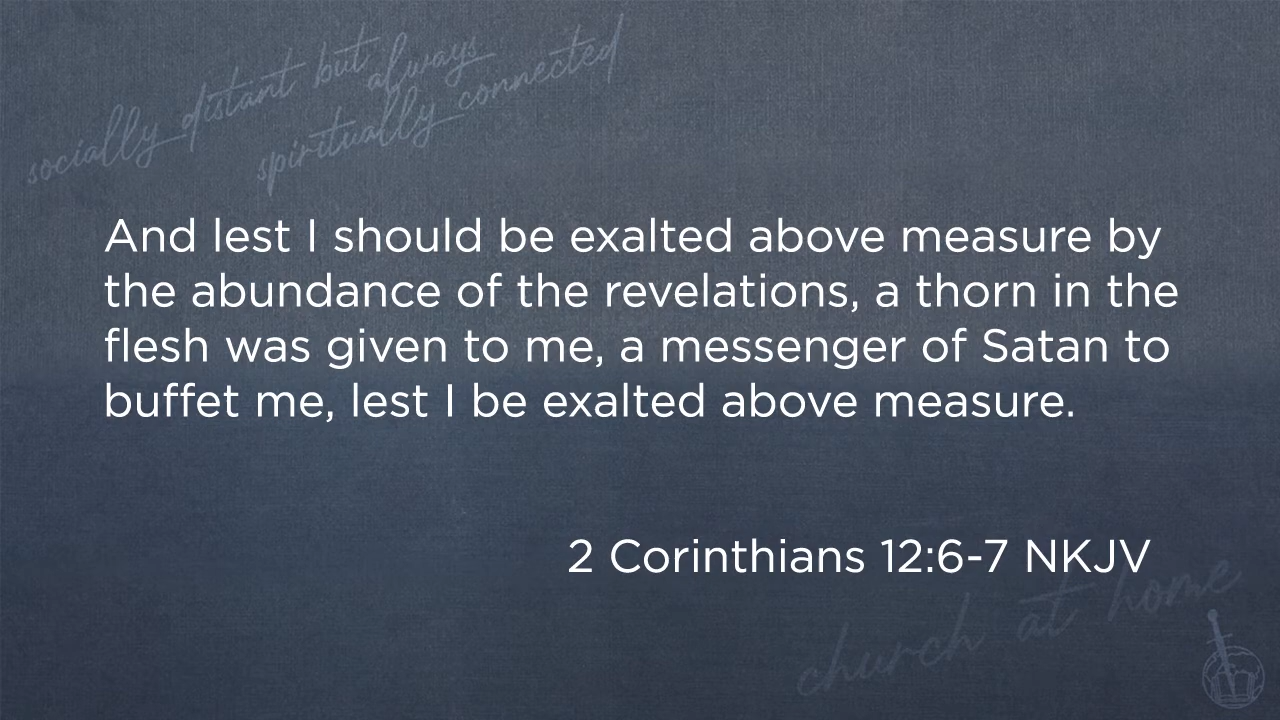 socially distant but always
spiritually connected
And lest I should be exalted above measure by
the abundance of the revelations, a thorn in the
flesh was given to me, a messenger of Satan to
buffet me, lest I be exalted above measure.
2 Corinthians 12:6-7 NKJV
church at home